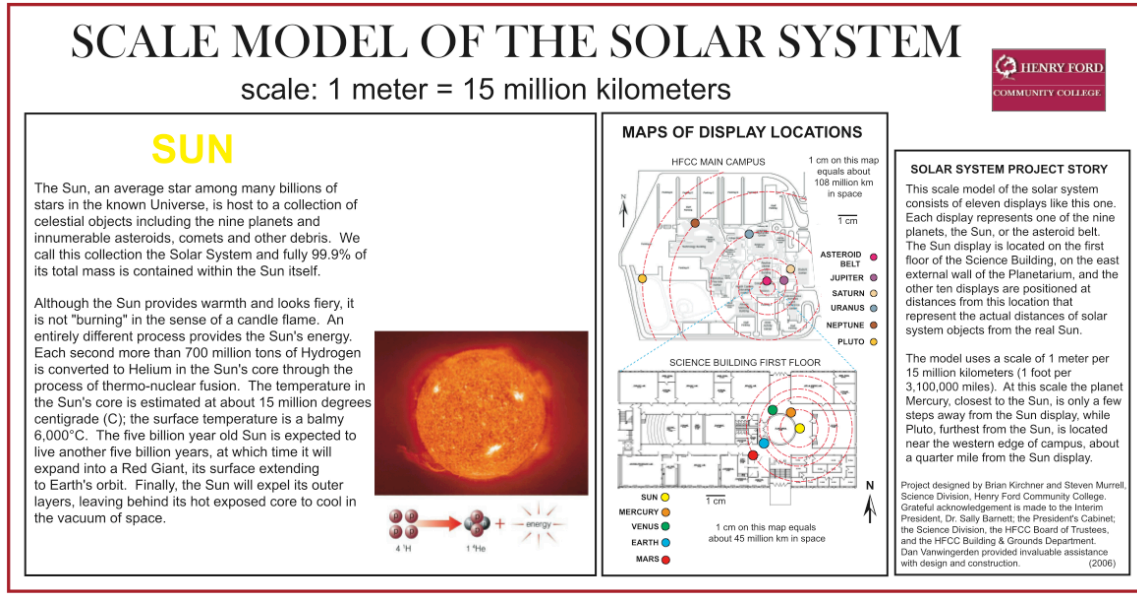 SCALE MODEL OF THE SOLAR SYSTEM
scale: 1 meter = 15 million kilometers
HENRY FORD
COMMUNITY COLLEGE
SUN
The Sun, an average star among many billions of
stars in the known Universe, is host to a collection of
celestial objects including the nine planets and
innumerable asteroids, comets and other debris. We
call this collection the Solar System and fully 99.9% of
its total mass is contained within the Sun itself.
Although the Sun provides warmth and looks fiery, it
is not "burning" in the sense of a candle flame. An
entirely different process provides the Sun's energy.
Each second more than 700 million tons of Hydrogen
is converted to Helium in the Sun's core through the
process of thermo-nuclear fusion. The temperature in
the Sun's core is estimated at about 15 million degrees
centigrade (C); the surface temperature is a balmy
6,000°C. The five billion year old Sun is expected to
live another five billion years, at which time it will
expand into a Red Giant, its surface extending
to Earth's orbit. Finally, the Sun will expel its outer
layers, leaving behind its hot exposed core to cool in
the vacuum of space.
P P
P P
+
energy
4 ¹H
1 ⁴He
MAPS OF DISPLAY LOCATIONS
HFCC MAIN CAMPUS
1 cm on this map
equals about
108 million km
in space
1 cm
N
ASTEROID
BELT
JUPITER
SATURN
URANUS
NEPTUNE
PLUTO
SCIENCE BUILDING FIRST FLOOR
SUN
MERCURY
VENUS
EARTH
MARS
1 cm
1 cm on this map equals
about 45 million km in space
N
SOLAR SYSTEM PROJECT STORY
This scale model of the solar system
consists of eleven displays like this one.
Each display represents one of the nine
planets, the Sun, or the asteroid belt.
The Sun display is located on the first
floor of the Science Building, on the east
external wall of the Planetarium, and the
other ten displays are positioned at
distances from this location that
represent the actual distances of solar
system objects from the real Sun.
The model uses a scale of 1 meter per
15 million kilometers (1 foot per
3,100,000 miles). At this scale the planet
Mercury, closest to the Sun, is only a few
steps away from the Sun display, while
Pluto, furthest from the Sun, is located
near the western edge of campus, about
a quarter mile from the Sun display.
Project designed by Brian Kirchner and Steven Murrell,
Science Division, Henry Ford Community College.
Grateful acknowledgement is made to the Interim
President, Dr. Sally Barnett; the President's Cabinet;
the Science Division, the HFCC Board of Trustees,
and the HFCC Building & Grounds Department.
Dan Vanwingerden provided invaluable assistance
with design and construction. (2006)